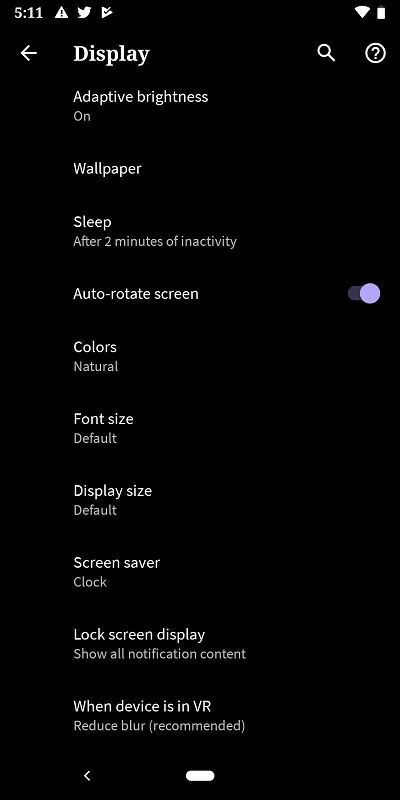 5:11
Display
Adaptive brightness
On
Wallpaper
Sleep
After 2 minutes of inactivity
Auto-rotate screen
Colors
Natural
Font size
Default
Display size
Default
Screen saver
Clock
Lock screen display
Show all notification content
When device is in VR
Reduce blur (recommended)